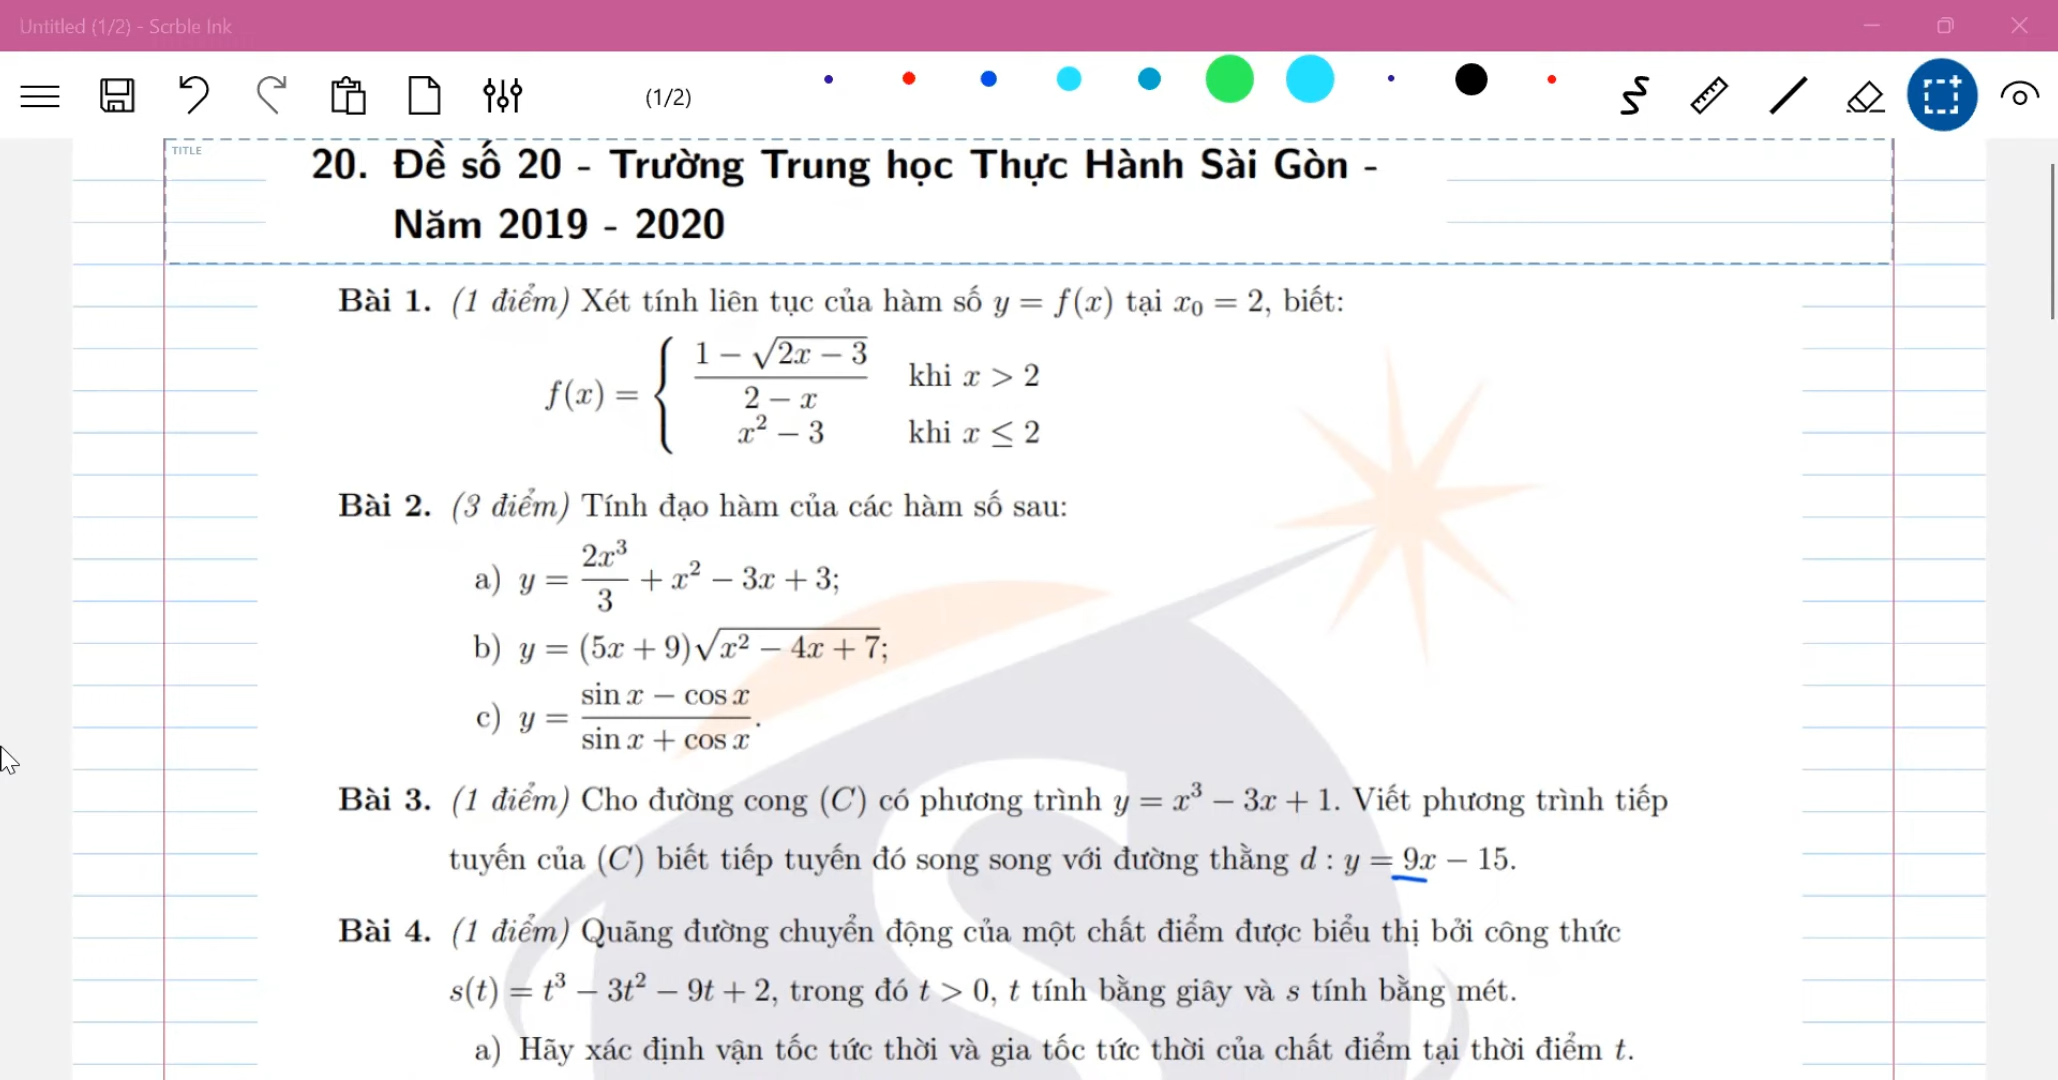 Untitled (1/2) - Scrble Ink
(1/2)
TITLE
20. Đề số 20 - Trường Trung học Thực Hành Sài Gòn -
Năm 2019 - 2020
Bài 1. (1 điểm) Xét tính liên tục của hàm số y = f(x) tại x₀ = 2, biết:
f(x) = { (1 − √(2x − 3))/(2 − x) khi x > 2
x² − 3 khi x ≤ 2
Bài 2. (3 điểm) Tính đạo hàm của các hàm số sau:
a) y = 2x³/3 + x² − 3x + 3;
b) y = (5x + 9)√(x² − 4x + 7);
c) y = (sin x − cos x)/(sin x + cos x).
Bài 3. (1 điểm) Cho đường cong (C) có phương trình y = x³ − 3x + 1. Viết phương trình tiếp
tuyến của (C) biết tiếp tuyến đó song song với đường thẳng d : y = 9x − 15.
Bài 4. (1 điểm) Quãng đường chuyển động của một chất điểm được biểu thị bởi công thức
s(t) = t³ − 3t² − 9t + 2, trong đó t > 0, t tính bằng giây và s tính bằng mét.
a) Hãy xác định vận tốc tức thời và gia tốc tức thời của chất điểm tại thời điểm t.